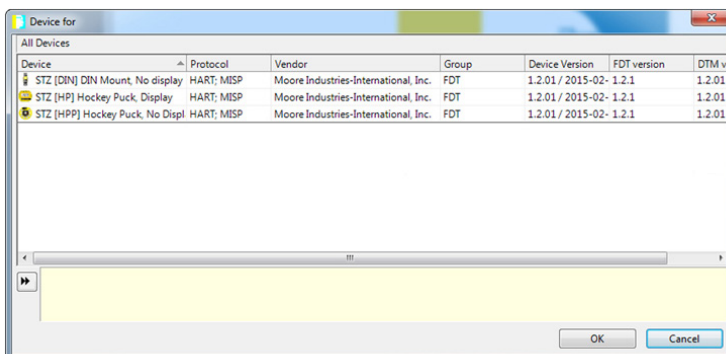 Device for
All Devices
Device Protocol Vendor Group Device Version FDT version DTM v
STZ [DIN] DIN Mount, No display HART; MISP Moore Industries-International, Inc. FDT 1.2.01 / 2015-02- 1.2.1 1.2.01
STZ [HP] Hockey Puck, Display HART; MISP Moore Industries-International, Inc. FDT 1.2.01 / 2015-02- 1.2.1 1.2.01
STZ [HPP] Hockey Puck, No Displ HART; MISP Moore Industries-International, Inc. FDT 1.2.01 / 2015-02- 1.2.1 1.2.01
OK Cancel